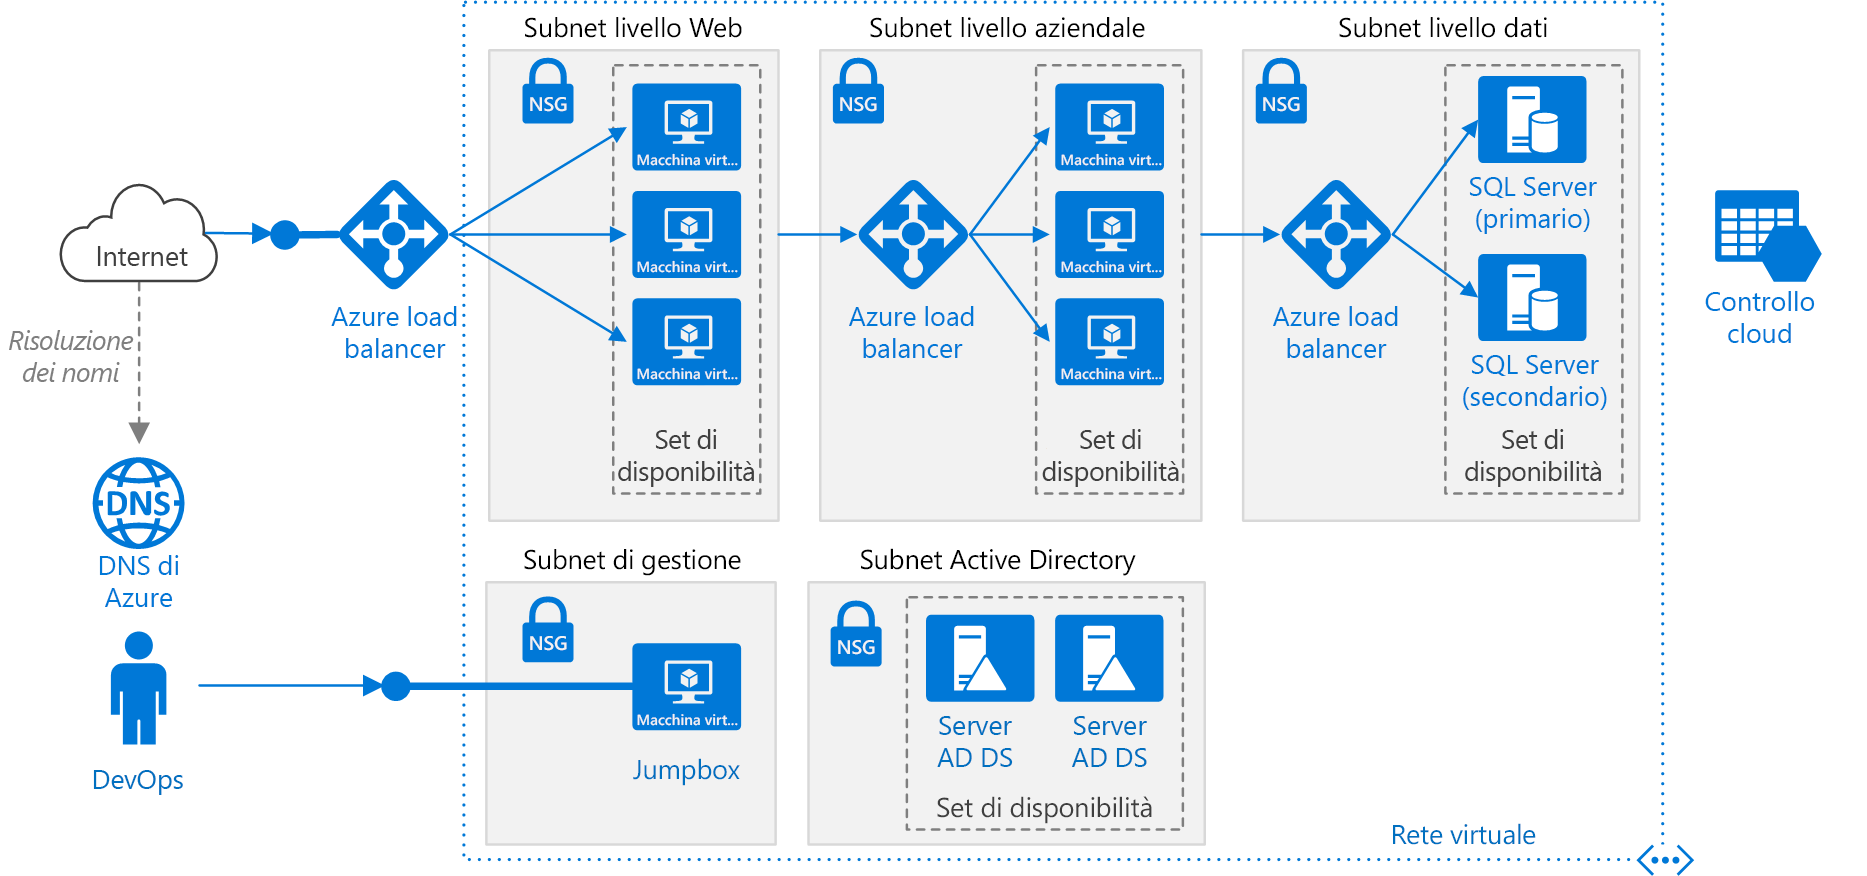 Subnet livello Web
Subnet livello aziendale
Subnet livello dati
NSG
Macchina virt...
Macchina virt...
Macchina virt...
Set di
disponibilità
NSG
Macchina virt...
Macchina virt...
Macchina virt...
Set di
disponibilità
NSG
SQL Server
(primario)
SQL Server
(secondario)
Set di
disponibilità
Internet
Azure load
balancer
Azure load
balancer
Azure load
balancer
Controllo
cloud
Risoluzione
dei nomi
DNS
DNS di
Azure
DevOps
Subnet di gestione
NSG
Macchina virt...
Jumpbox
Subnet Active Directory
NSG
Server
AD DS
Server
AD DS
Set di disponibilità
Rete virtuale